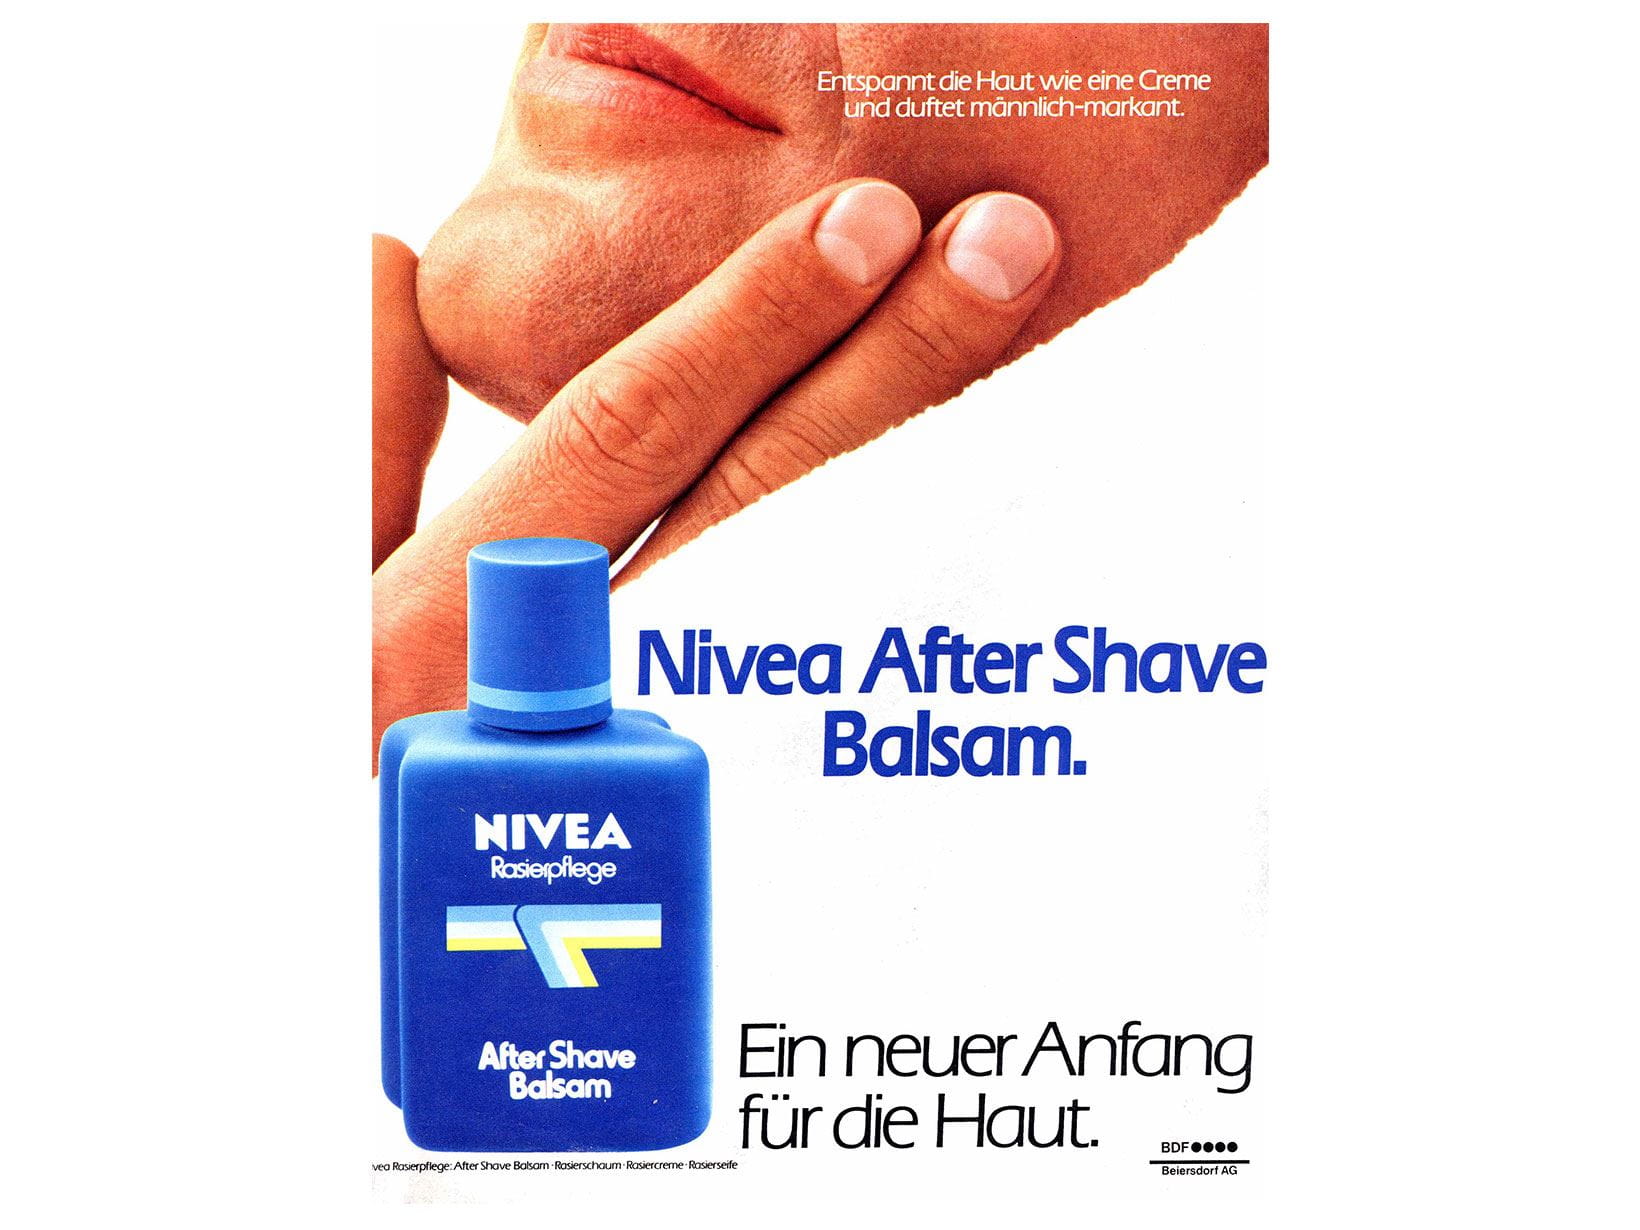 Entspannt die Haut wie eine Creme
und duftet männlich-markant.
Nivea After Shave
Balsam.
NIVEA
Rasierpflege
After Shave
Balsam
Ein neuer Anfang
für die Haut.
BDF●●●●
Beiersdorf AG
vea Rasierpflege: After Shave Balsam · Rasierschaum · Rasiercreme · Rasierseife